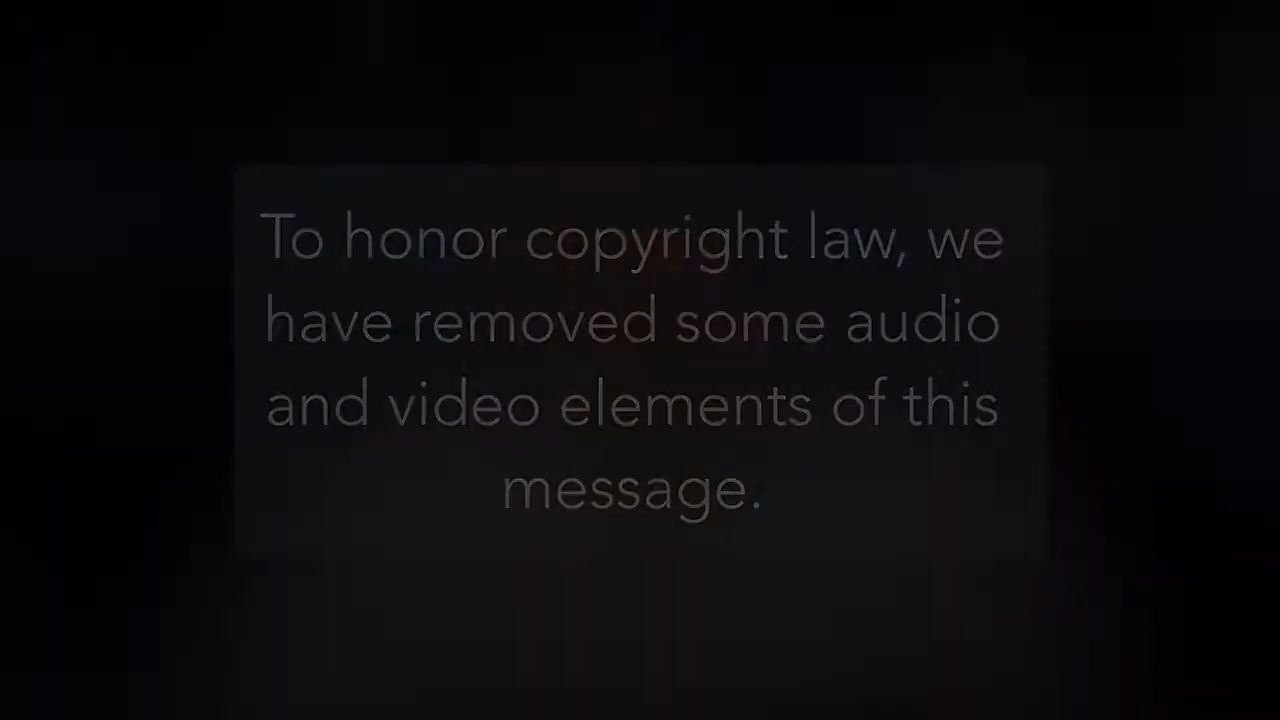 To honor copyright law, we
have removed some audio
and video elements of this
message.